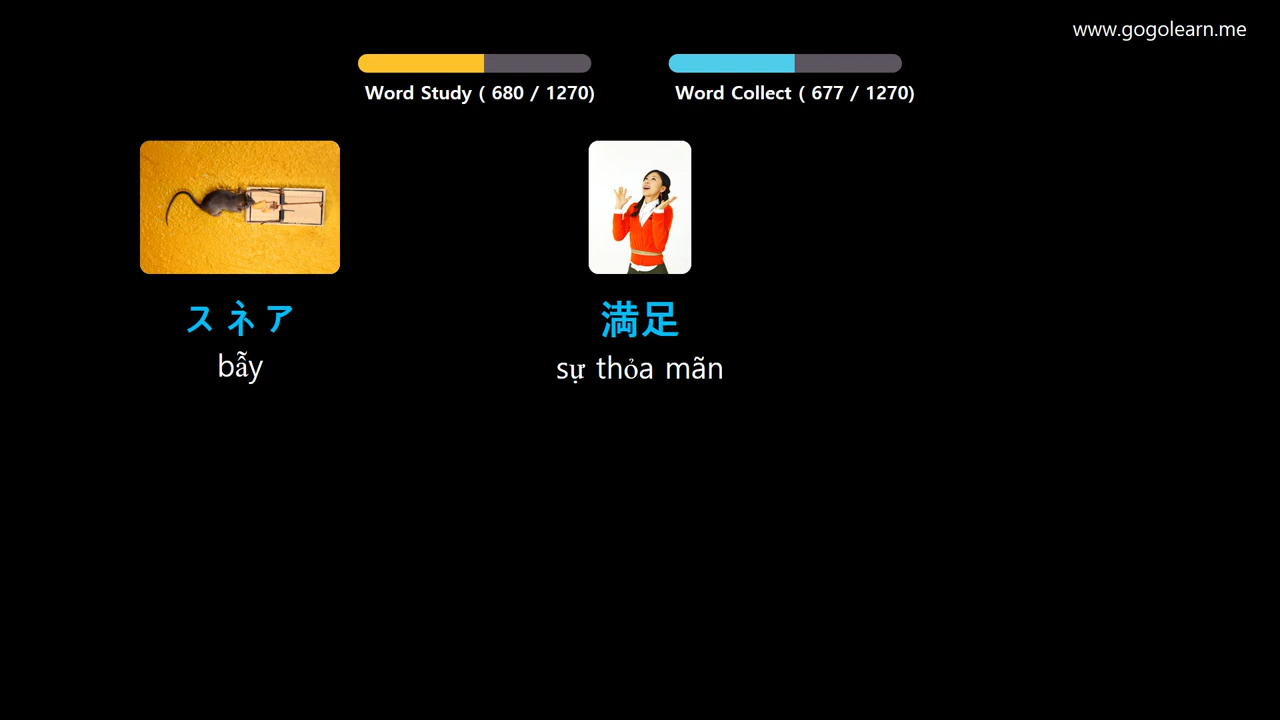 www.gogolearn.me
Word Study ( 680 / 1270)
Word Collect ( 677 / 1270)
スネア
bẫy
満足
sự thỏa mãn